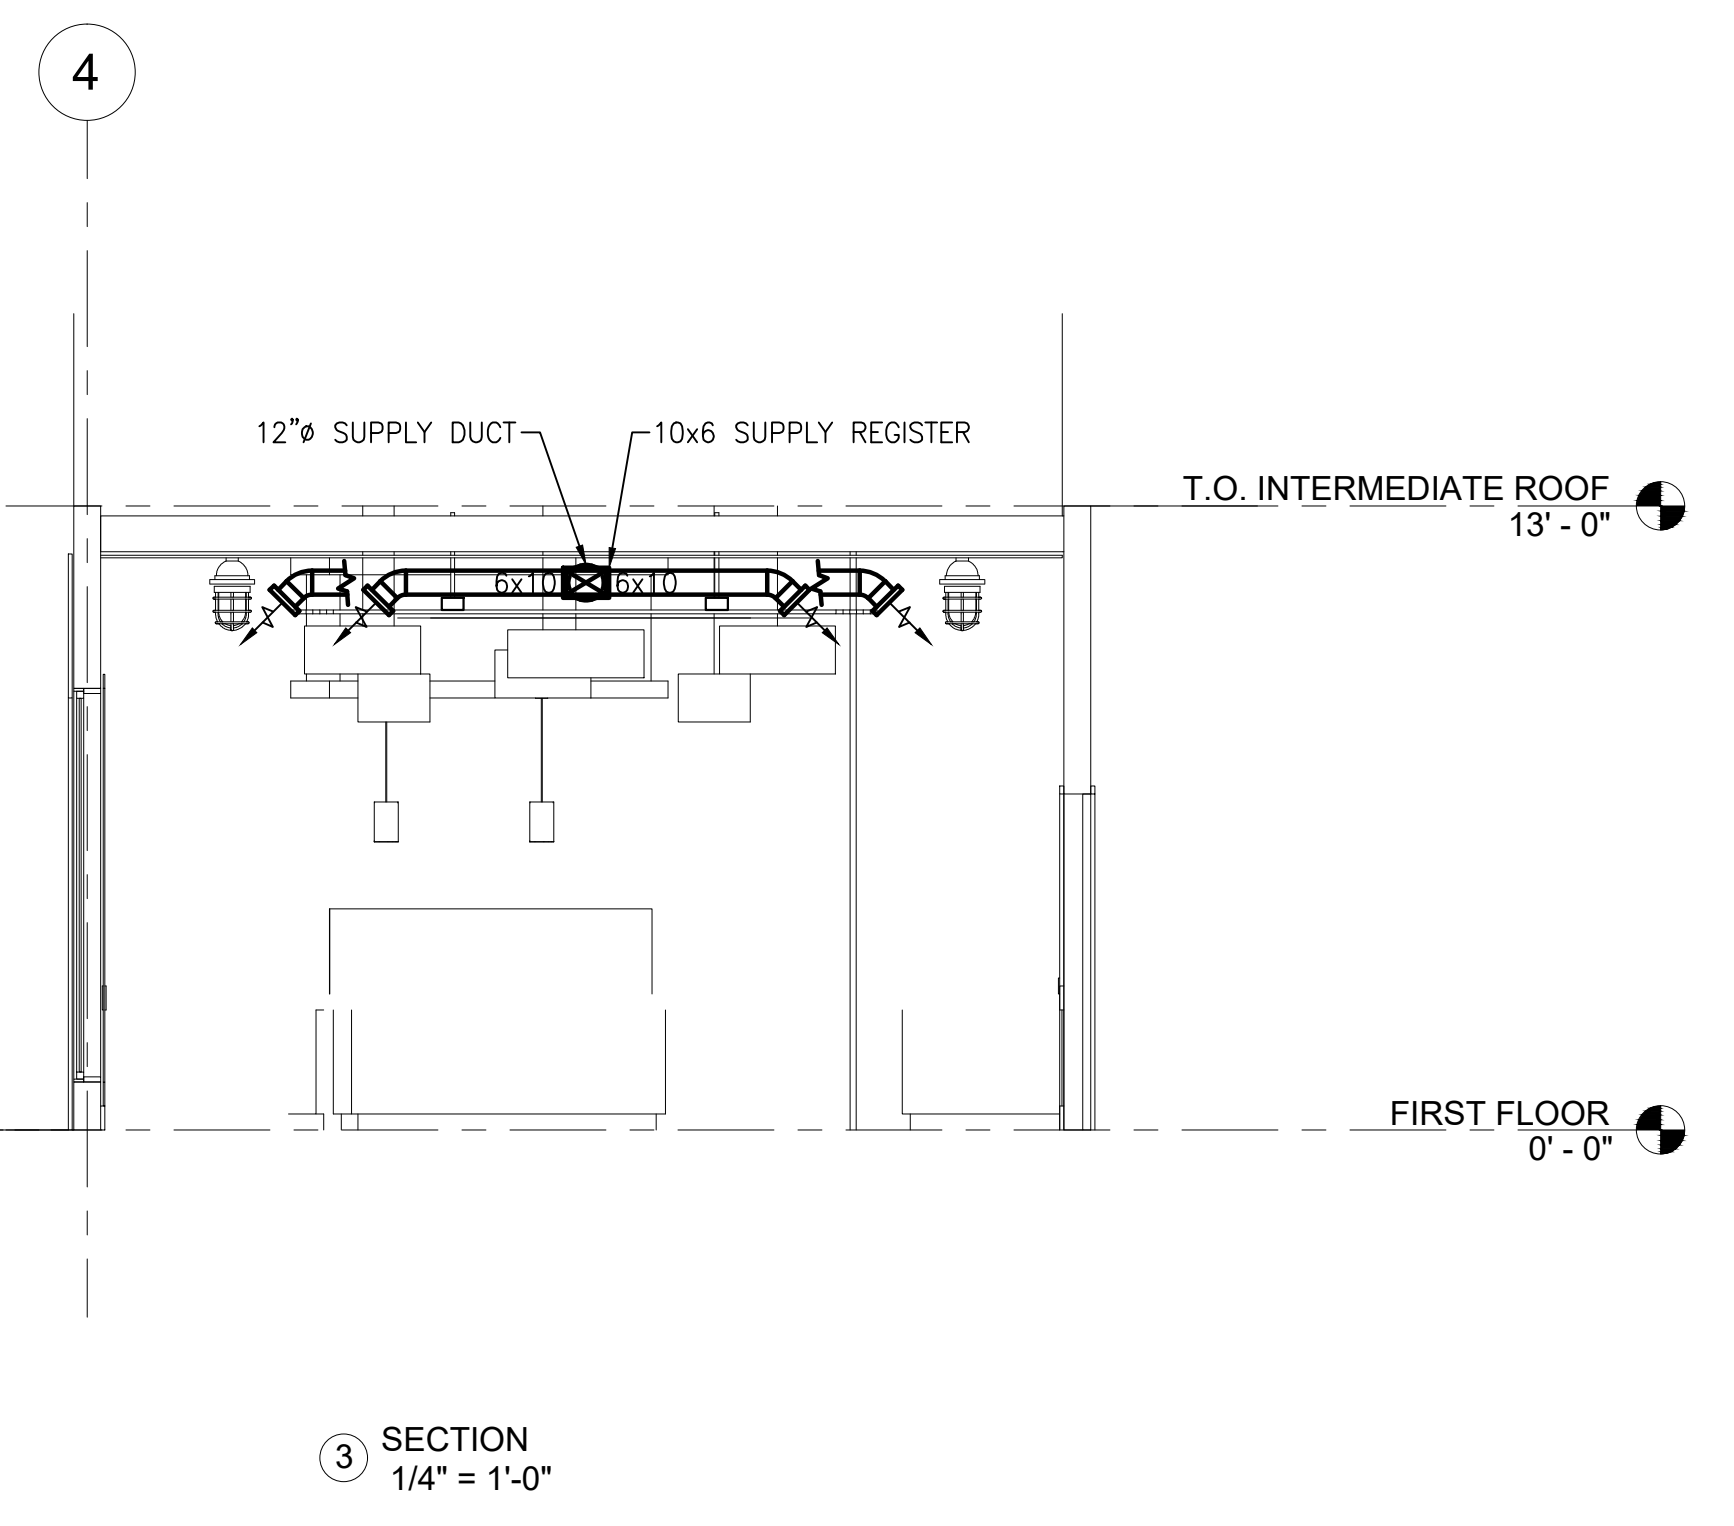 4
12"ø SUPPLY DUCT
10x6 SUPPLY REGISTER
T.O. INTERMEDIATE ROOF
13' - 0"
6x10
6x10
FIRST FLOOR
0' - 0"
3
SECTION
1/4" = 1'-0"